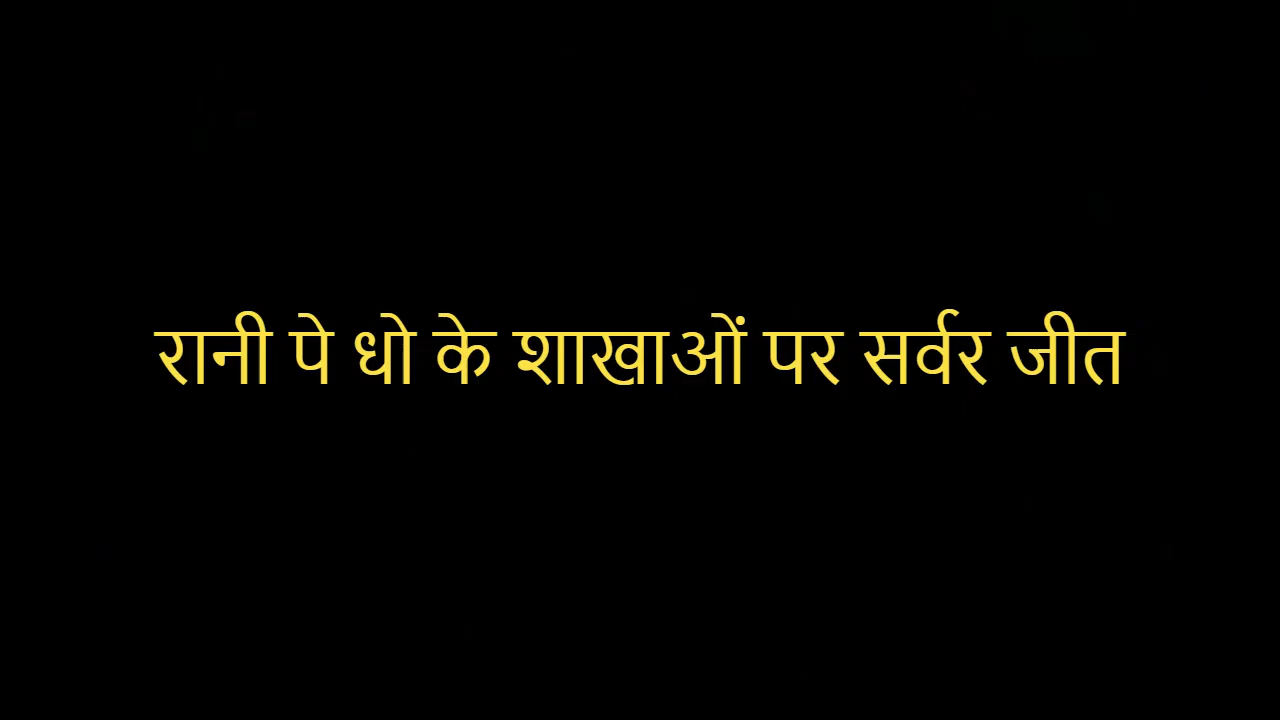 रानी पे धो के शाखाओं पर सर्वर जीत